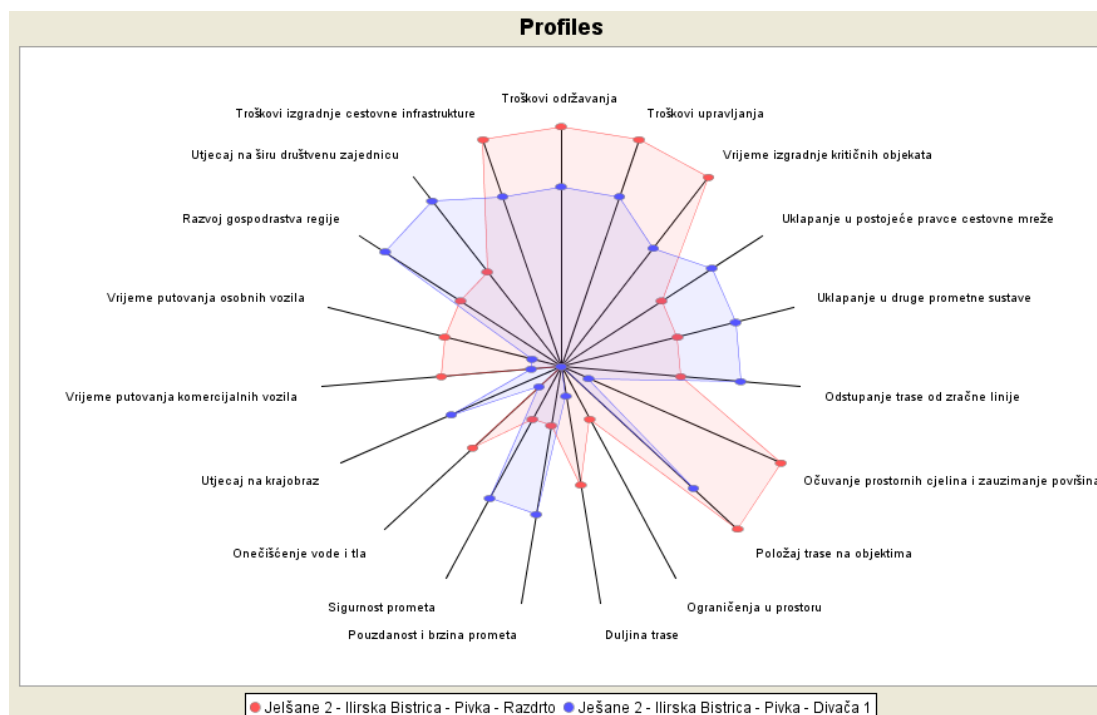 Profiles
Troškovi održavanja
Troškovi izgradnje cestovne infrastrukture
Troškovi upravljanja
Utjecaj na širu društvenu zajednicu
Vrijeme izgradnje kritičnih objekata
Razvoj gospodrastva regije
Uklapanje u postojeće pravce cestovne mreže
Vrijeme putovanja osobnih vozila
Uklapanje u druge prometne sustave
Vrijeme putovanja komercijalnih vozila
Odstupanje trase od zračne linije
Utjecaj na krajobraz
Očuvanje prostornih cjelina i zauzimanje površina
Onečišćenje vode i tla
Položaj trase na objektima
Sigurnost prometa
Ograničenja u prostoru
Pouzdanost i brzina prometa
Duljina trase
Jelšane 2 - Ilirska Bistrica - Pivka - Razdrto
Ješane 2 - Ilirska Bistrica - Pivka - Divača 1